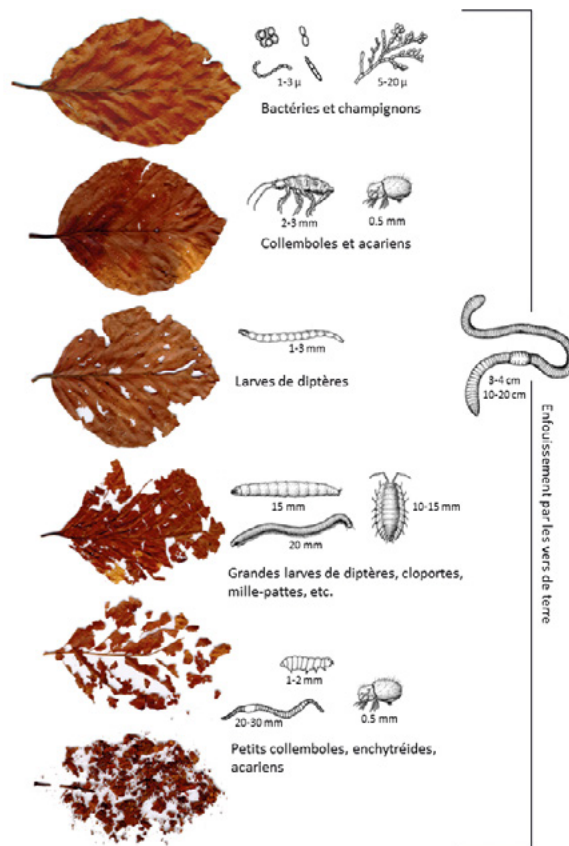 1-3 µ
5-20 µ
Bactéries et champignons
2-3 mm
0.5 mm
Collemboles et acariens
1-3 mm
Larves de diptères
3-4 cm
10-20 cm
Enfouissement par les vers de terre
15 mm
10-15 mm
20 mm
Grandes larves de diptères, cloportes,
mille-pattes, etc.
1-2 mm
20-30 mm
0.5 mm
Petits collemboles, enchytréides,
acariens